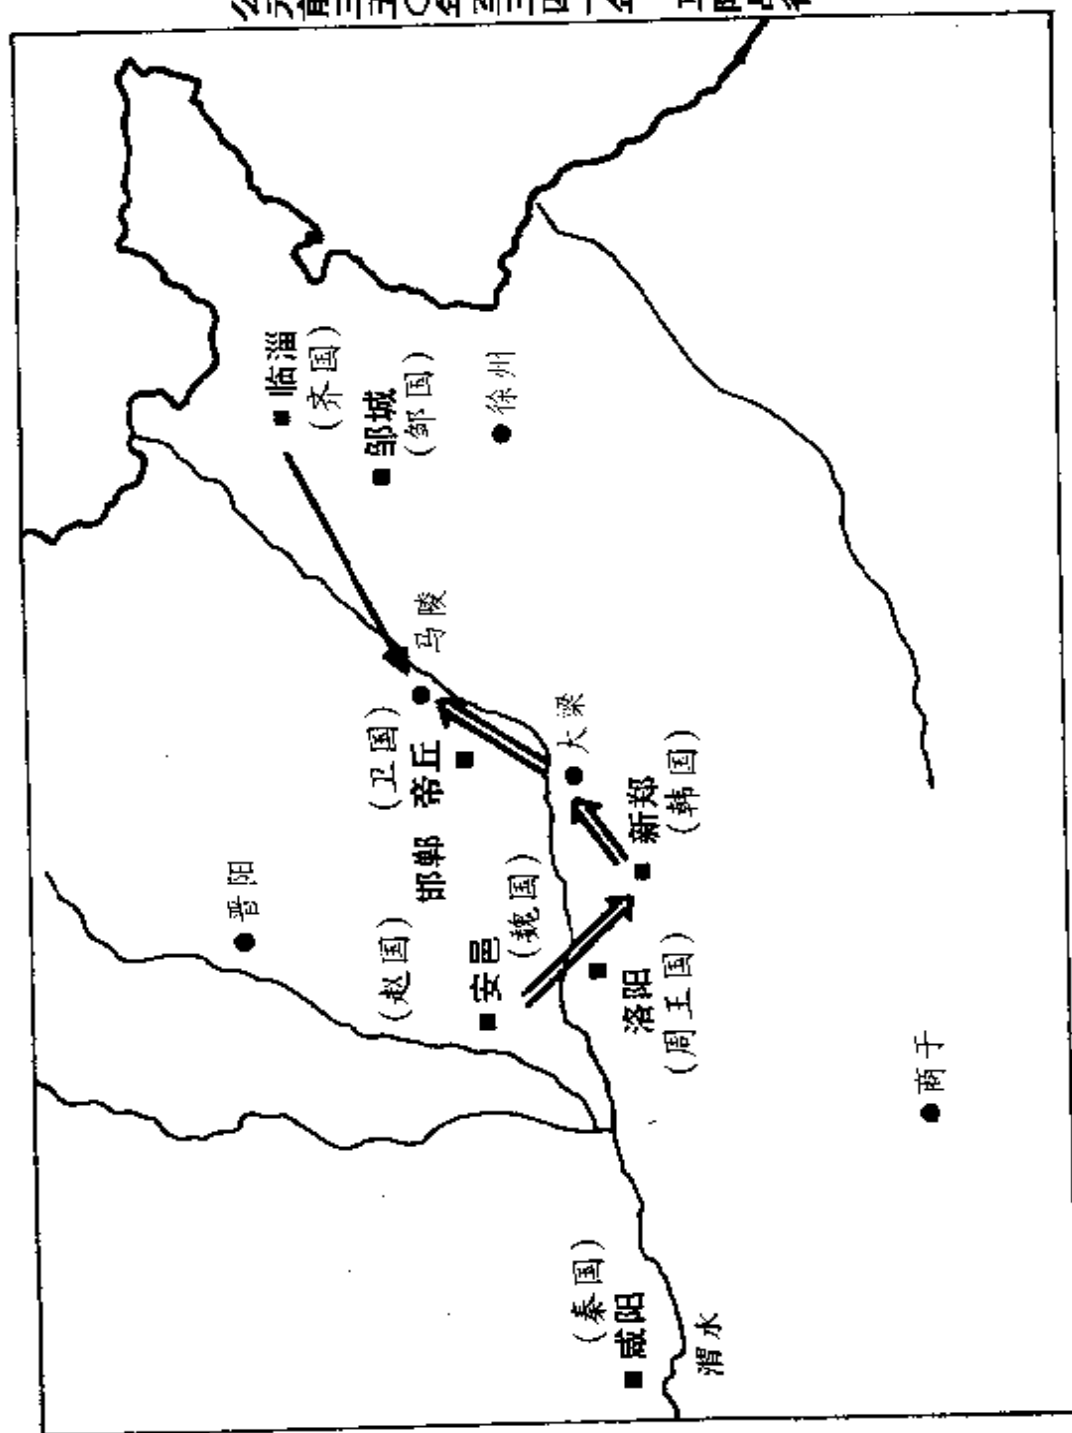 临淄
(齐国)
邹城
(邹国)
徐州
马陵
(卫国)
帝丘
大梁
新郑
(韩国)
邯郸
(赵国)
晋阳
安邑
(魏国)
洛阳
(周王国)
商于
(秦国)
咸阳
渭水